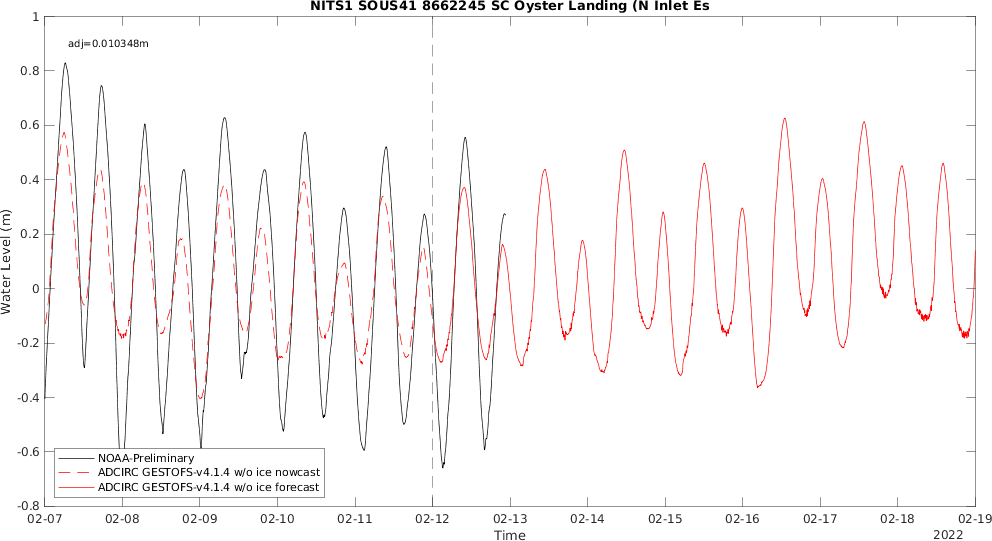 NITS1 SOUS41 8662245 SC Oyster Landing (N Inlet Es
adj=0.010348m
1
0.8
0.6
0.4
0.2
0
-0.2
-0.4
-0.6
-0.8
Water Level (m)
NOAA-Preliminary
ADCIRC GESTOFS-v4.1.4 w/o ice nowcast
ADCIRC GESTOFS-v4.1.4 w/o ice forecast
02-07 02-08 02-09 02-10 02-11 02-12 02-13 02-14 02-15 02-16 02-17 02-18 02-19
Time
2022